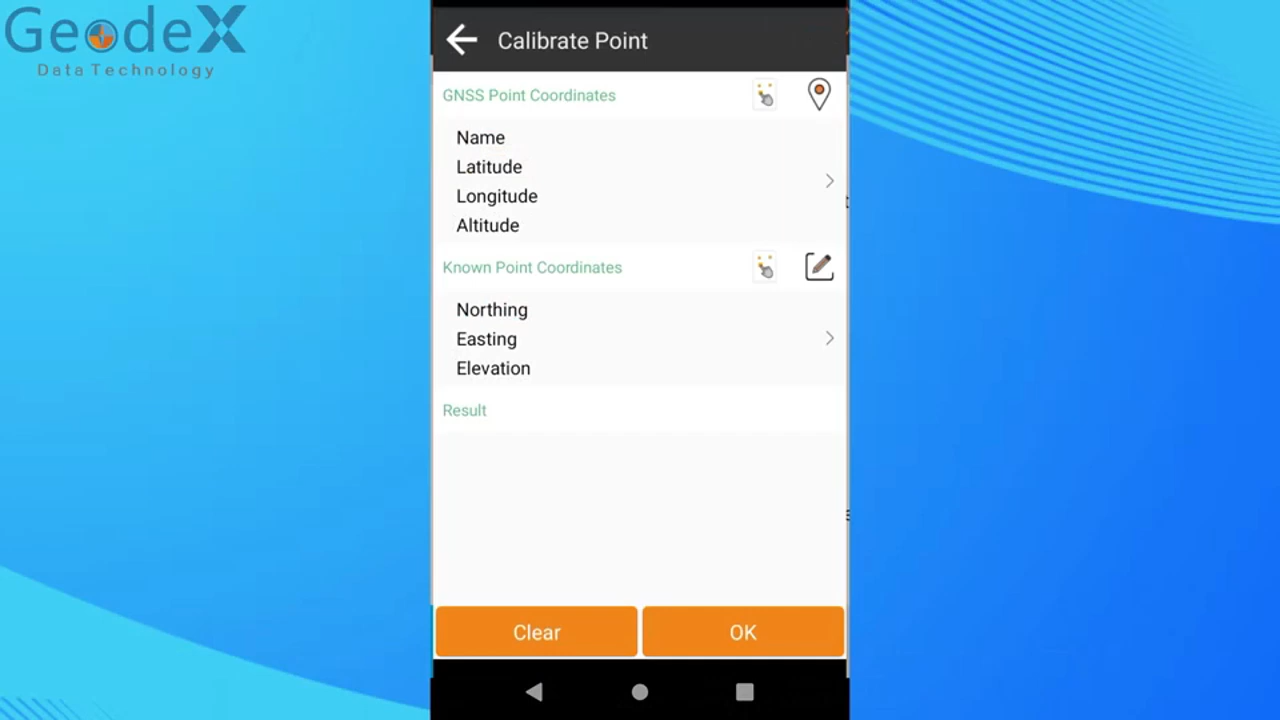 GeodeX
Data Technology
Calibrate Point
GNSS Point Coordinates
Name
Latitude
Longitude
Altitude
Known Point Coordinates
Northing
Easting
Elevation
Result
Clear
OK